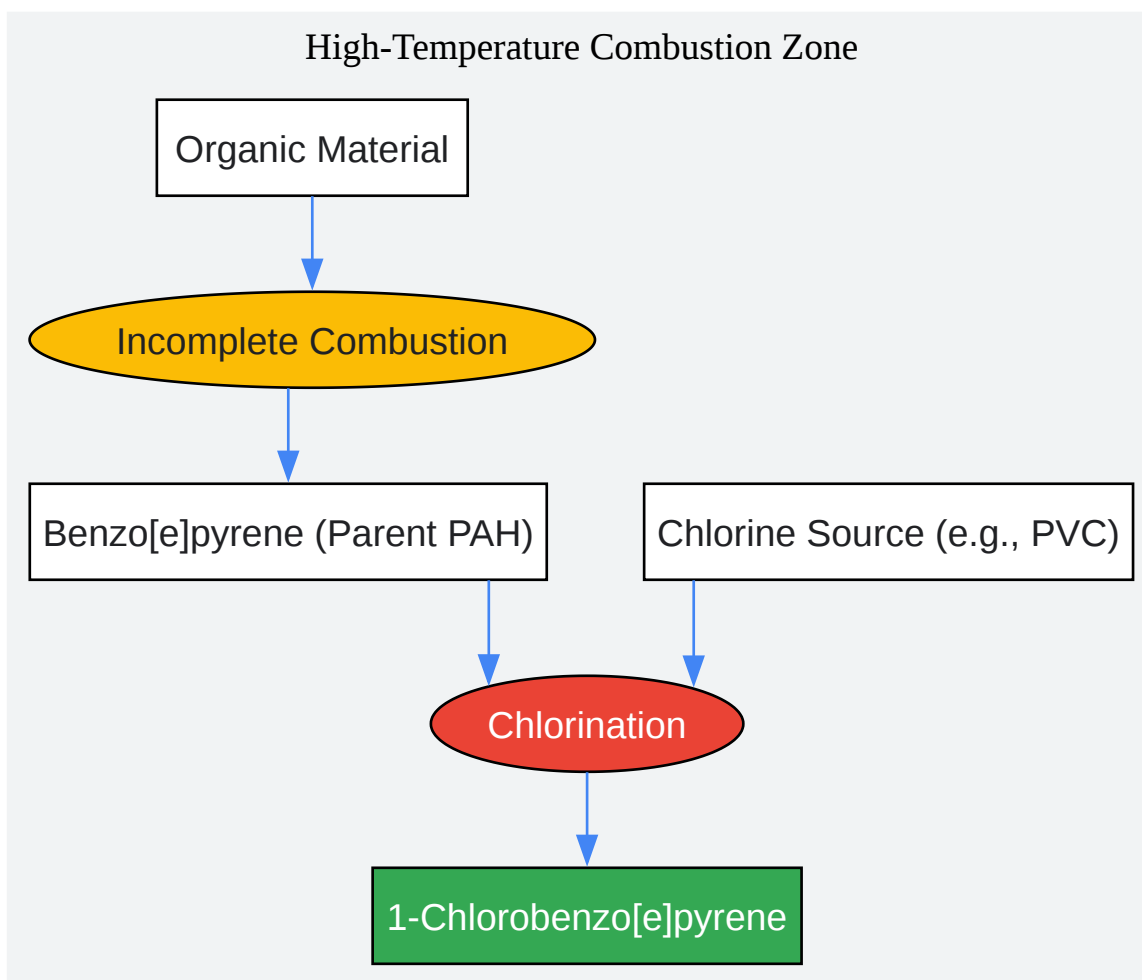 High-Temperature Combustion Zone
Organic Material
Incomplete Combustion
Benzo[e]pyrene (Parent PAH)
Chlorine Source (e.g., PVC)
Chlorination
1-Chlorobenzo[e]pyrene